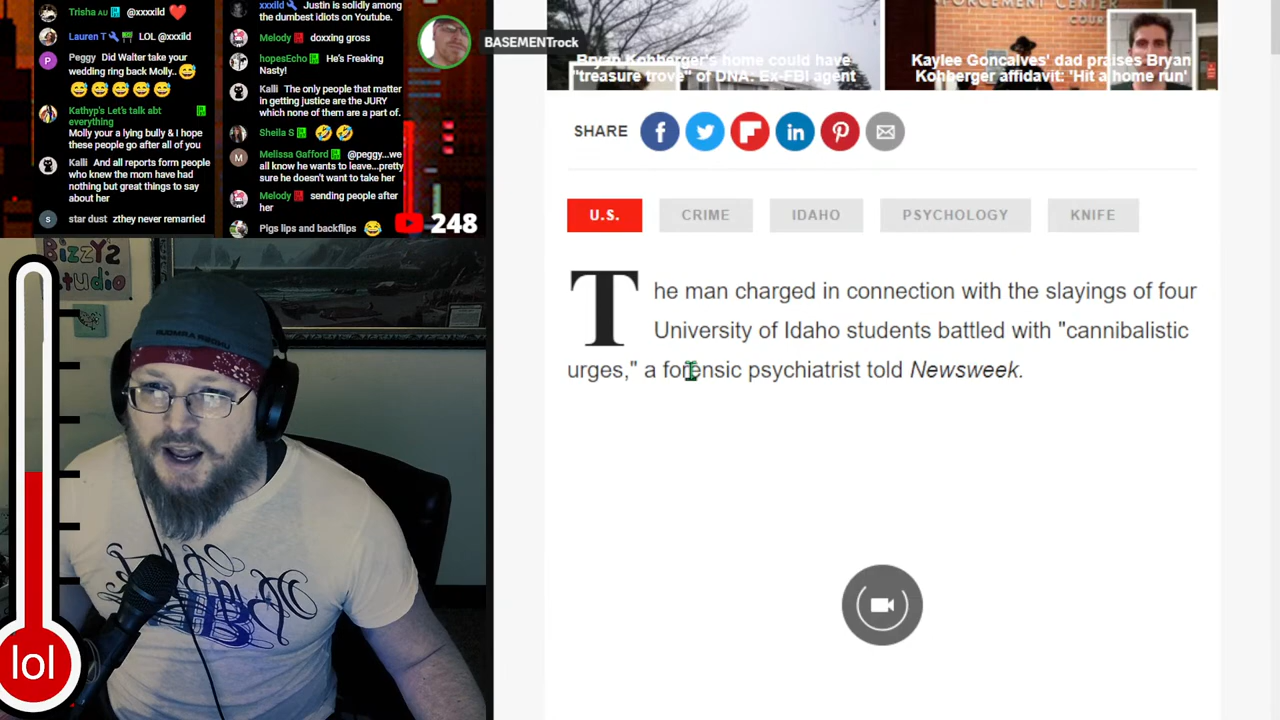 Trisha AU @xxxxild
Lauren T LOL @xxxild
Peggy Did Walter take your
wedding ring back Molly..
Kathyp's Let's talk abt
everything
Molly your a lying bully & I hope
these people go after all of you
Kalli And all reports form people
who knew the mom have had
nothing but great things to say
about her
star dust zthey never remarried
xxxild Justin is solidly among
the dumbest idiots on Youtube.
Melody doxxing gross
hopesEcho He's Freaking
Nasty!
Kalli The only people that matter
in getting justice are the JURY
which none of them are a part of.
Sheila S
Melissa Gafford @peggy...we
all know he wants to leave...pretty
sure he doesn't want to take her
Melody sending people after
her
Pigs lips and backflips
248
BASEMENTrock
BizzYz
Studio
lol
Bryan Kohberger's home could have
"treasure trove" of DNA: Ex-FBI agent
ENFORCEMENT CENTER
COU
Kaylee Goncalves' dad praises Bryan
Kohberger affidavit: 'Hit a home run'
SHARE
U.S. CRIME IDAHO PSYCHOLOGY KNIFE
The man charged in connection with the slayings of four
University of Idaho students battled with "cannibalistic
urges," a forensic psychiatrist told Newsweek.